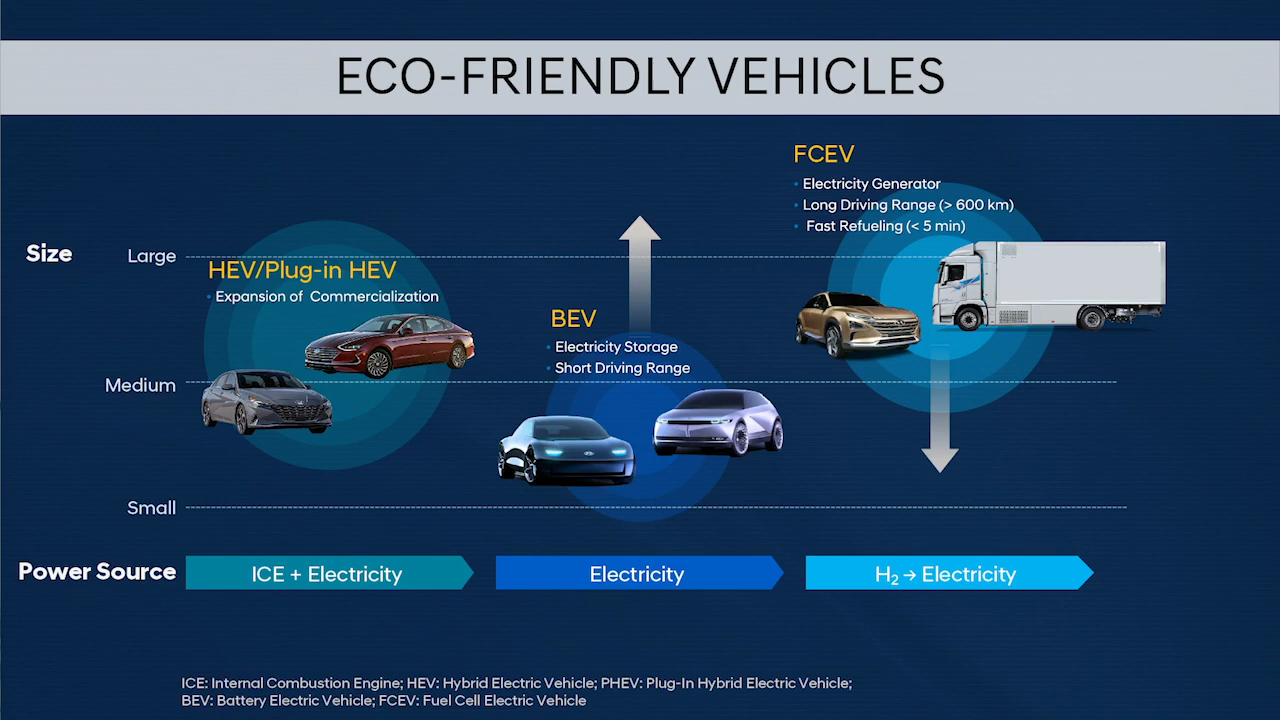 ECO-FRIENDLY VEHICLES
FCEV
• Electricity Generator
• Long Driving Range (> 600 km)
• Fast Refueling (< 5 min)
Size
Large
HEV/Plug-in HEV
• Expansion of Commercialization
BEV
• Electricity Storage
• Short Driving Range
Medium
Small
Power Source
ICE + Electricity
Electricity
H₂ → Electricity
ICE: Internal Combustion Engine; HEV: Hybrid Electric Vehicle; PHEV: Plug-In Hybrid Electric Vehicle;
BEV: Battery Electric Vehicle; FCEV: Fuel Cell Electric Vehicle